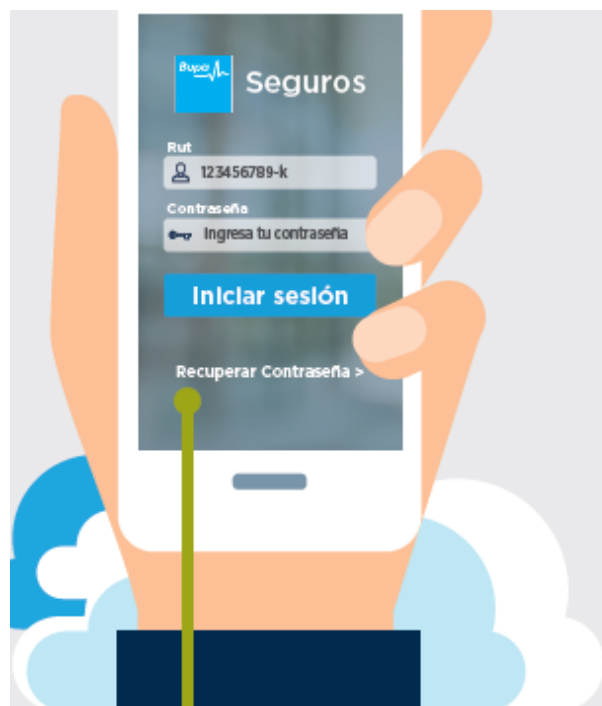 Bupa
Seguros
Rut
123456789-k
Contraseña
Ingresa tu contraseña
Iniciar sesión
Recuperar Contraseña >